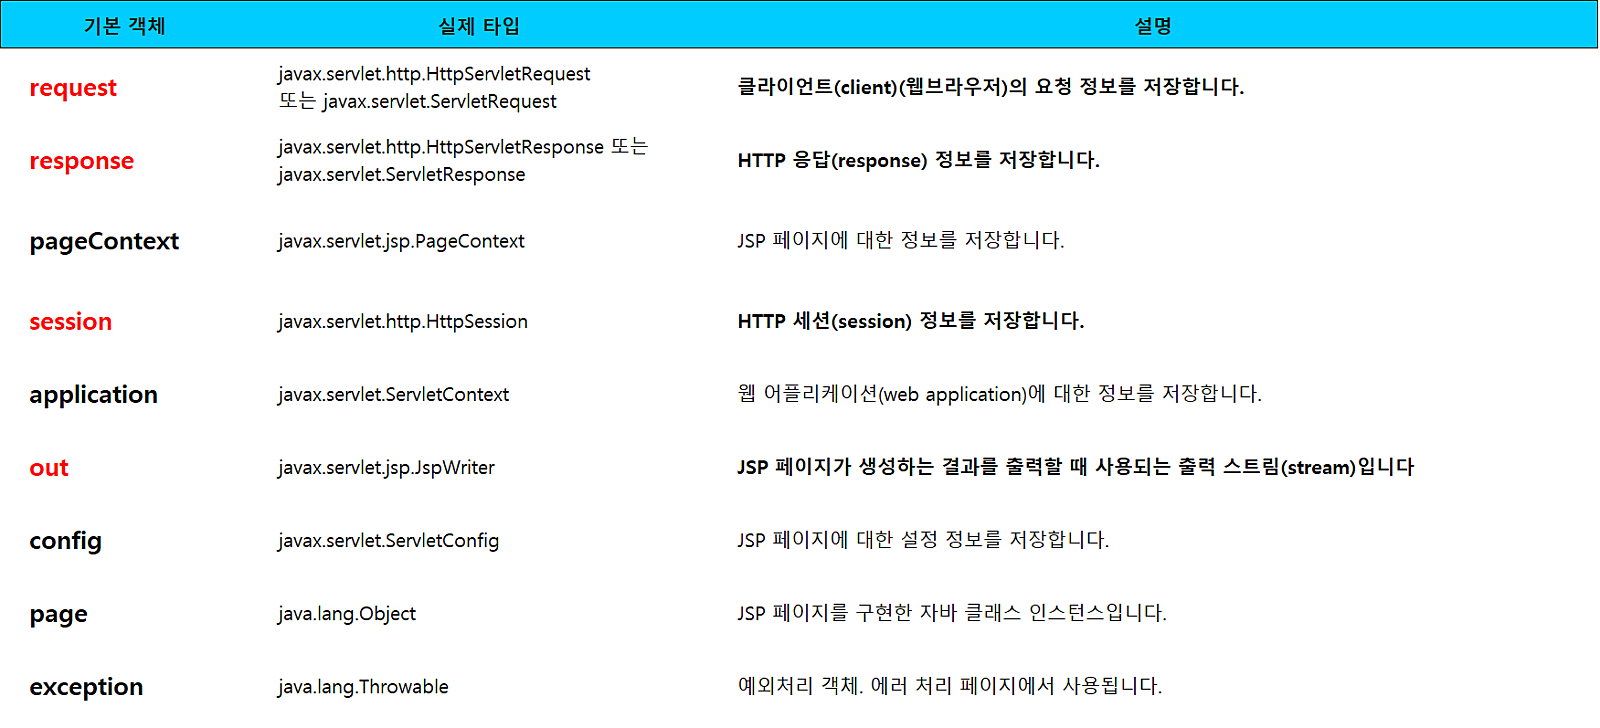 기본 객체 실제 타입 설명
request
javax.servlet.http.HttpServletRequest
또는 javax.servlet.ServletRequest
클라이언트(client)(웹브라우저)의 요청 정보를 저장합니다.
response
javax.servlet.http.HttpServletResponse 또는
javax.servlet.ServletResponse
HTTP 응답(response) 정보를 저장합니다.
pageContext javax.servlet.jsp.PageContext JSP 페이지에 대한 정보를 저장합니다.
session javax.servlet.http.HttpSession HTTP 세션(session) 정보를 저장합니다.
application javax.servlet.ServletContext 웹 어플리케이션(web application)에 대한 정보를 저장합니다.
out javax.servlet.jsp.JspWriter JSP 페이지가 생성하는 결과를 출력할 때 사용되는 출력 스트림(stream)입니다
config javax.servlet.ServletConfig JSP 페이지에 대한 설정 정보를 저장합니다.
page java.lang.Object JSP 페이지를 구현한 자바 클래스 인스턴스입니다.
exception java.lang.Throwable 예외처리 객체. 에러 처리 페이지에서 사용됩니다.